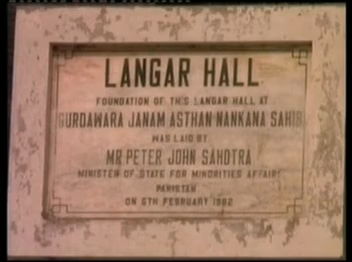 LANGAR HALL
FOUNDATION OF THIS LANGAR HALL AT
GURDAWARA JANAM ASTHAN NANKANA SAHIB
WAS LAID BY
MR PETER JOHN SAHOTRA
MINISTER OF STATE FOR MINORITIES AFFAIRS
PAKISTAN
ON 6TH FEBRUARY 1992